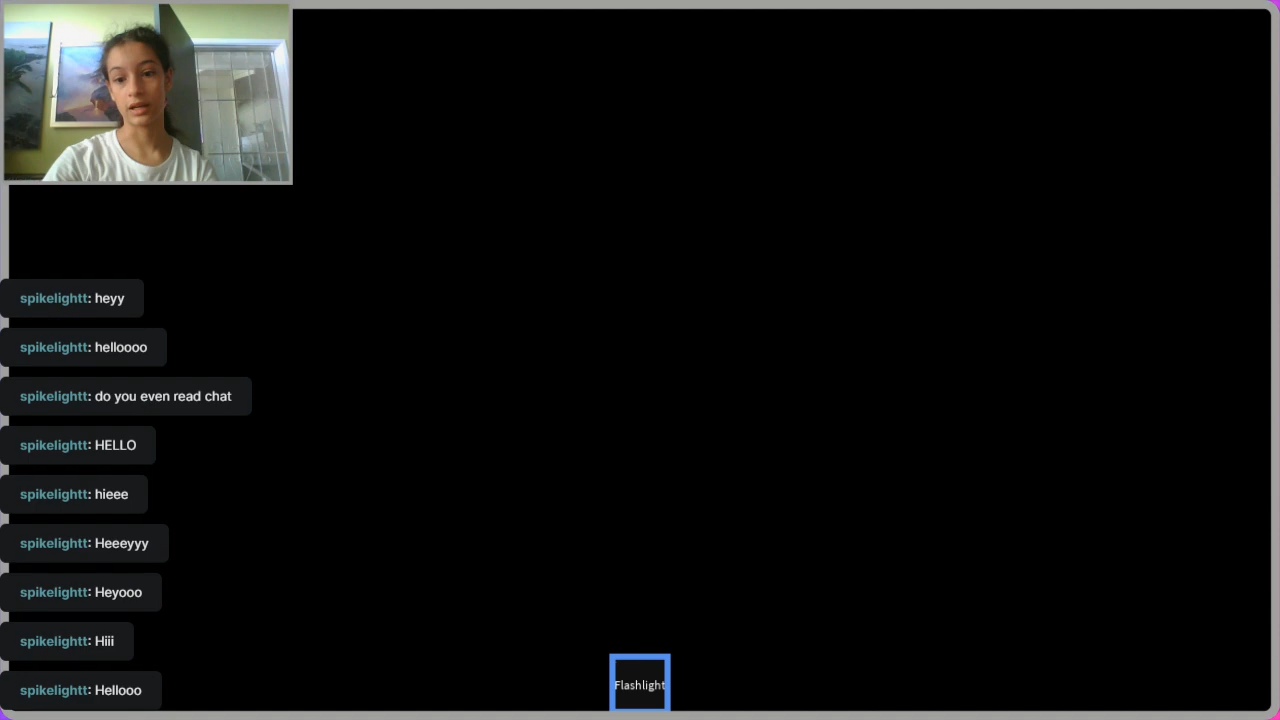 spikelightt: heyy
spikelightt: helloooo
spikelightt: do you even read chat
spikelightt: HELLO
spikelightt: hieee
spikelightt: Heeeyyy
spikelightt: Heyooo
spikelightt: Hiii
spikelightt: Hellooo
Flashlight